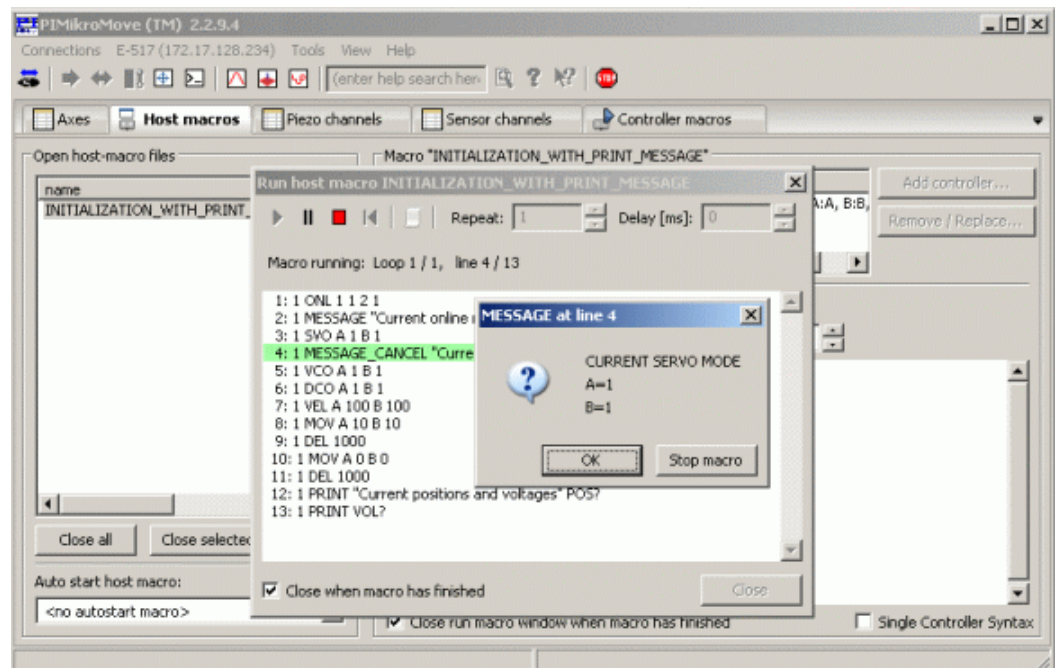 PIMikroMove (TM) 2.2.9.4
Connections E-517 (172.17.128.234) Tools View Help
(enter help search her
STOP
Axes Host macros Piezo channels Sensor channels Controller macros
Open host-macro files
Macro "INITIALIZATION_WITH_PRINT_MESSAGE"
name
INITIALIZATION_WITH_PRINT_
Add controller...
A:A, B:B,
Remove / Replace...
Run host macro INITIALIZATION_WITH_PRINT_MESSAGE
Repeat: 1 Delay [ms]: 0
Macro running: Loop 1 / 1, line 4 / 13
1: 1 ONL 1 1 2 1
2: 1 MESSAGE "Current online
3: 1 SVO A 1 B 1
4: 1 MESSAGE_CANCEL "Curre
5: 1 VCO A 1 B 1
6: 1 DCO A 1 B 1
7: 1 VEL A 100 B 100
8: 1 MOV A 10 B 10
9: 1 DEL 1000
10: 1 MOV A 0 B 0
11: 1 DEL 1000
12: 1 PRINT "Current positions and voltages" POS?
13: 1 PRINT VOL?
MESSAGE at line 4
CURRENT SERVO MODE
A=1
B=1
OK Stop macro
Close when macro has finished
Close
Close all Close selected
Auto start host macro:
<no autostart macro>
Close run macro window when macro has finished
Single Controller Syntax